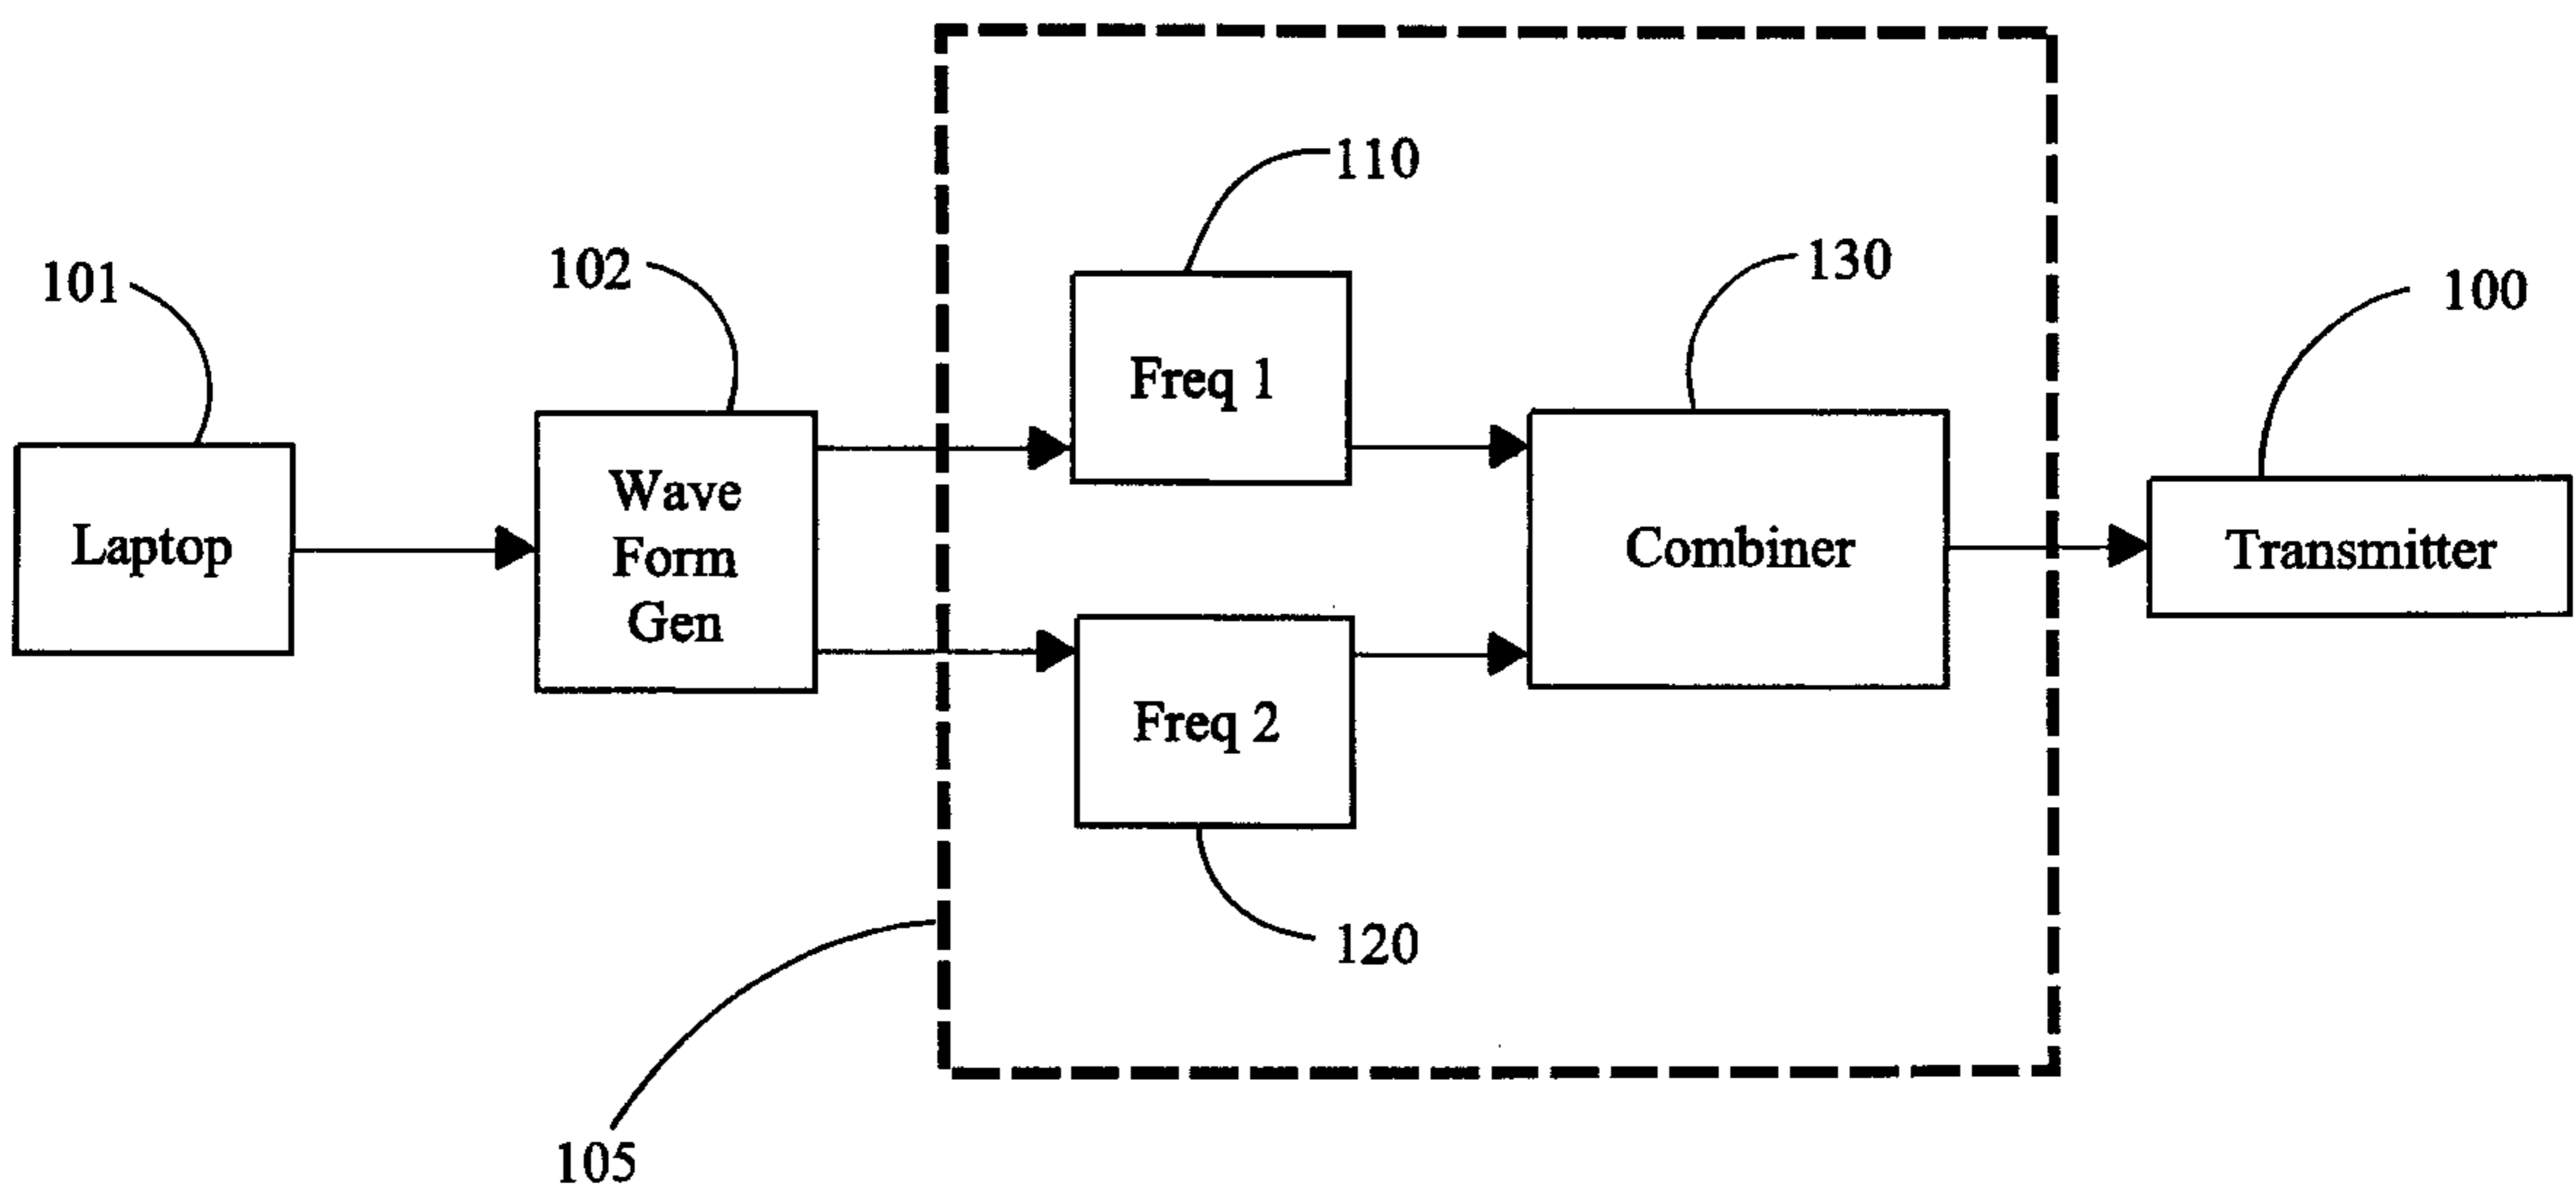 110
130
102
101
100
Freq 1
Wave
Form
Gen
Laptop
Combiner
Transmitter
Freq 2
120
105